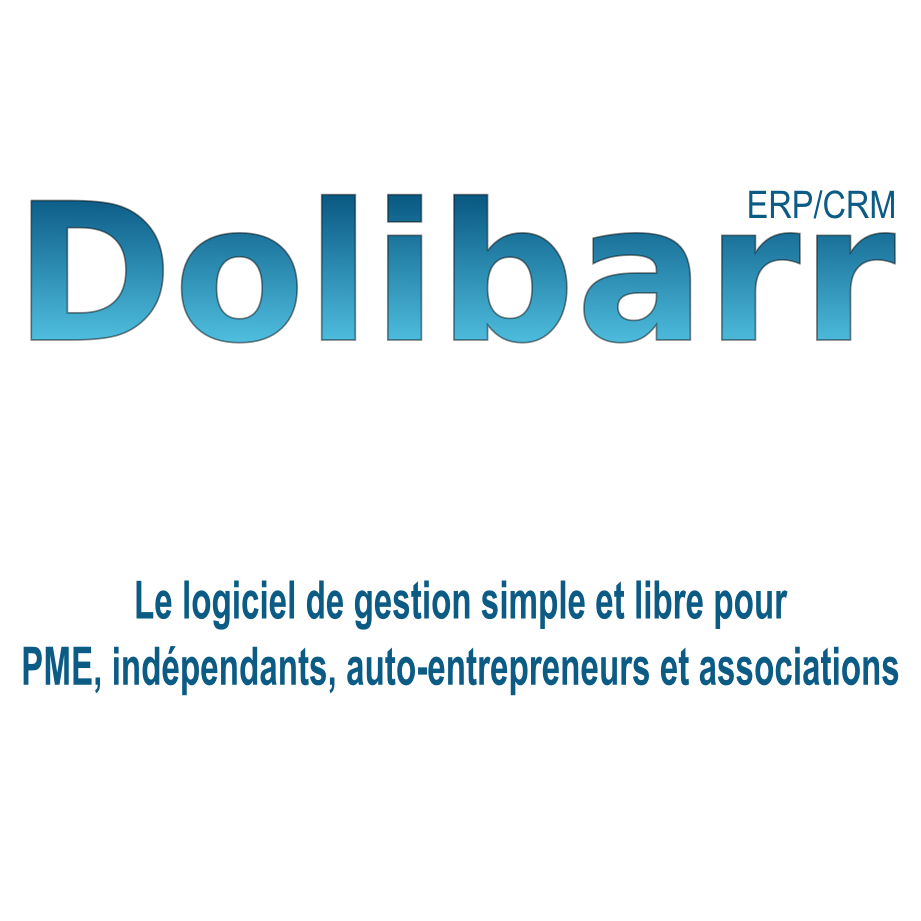 ERP/CRM
Dolibarr
Le logiciel de gestion simple et libre pour
PME, indépendants, auto-entrepreneurs et associations